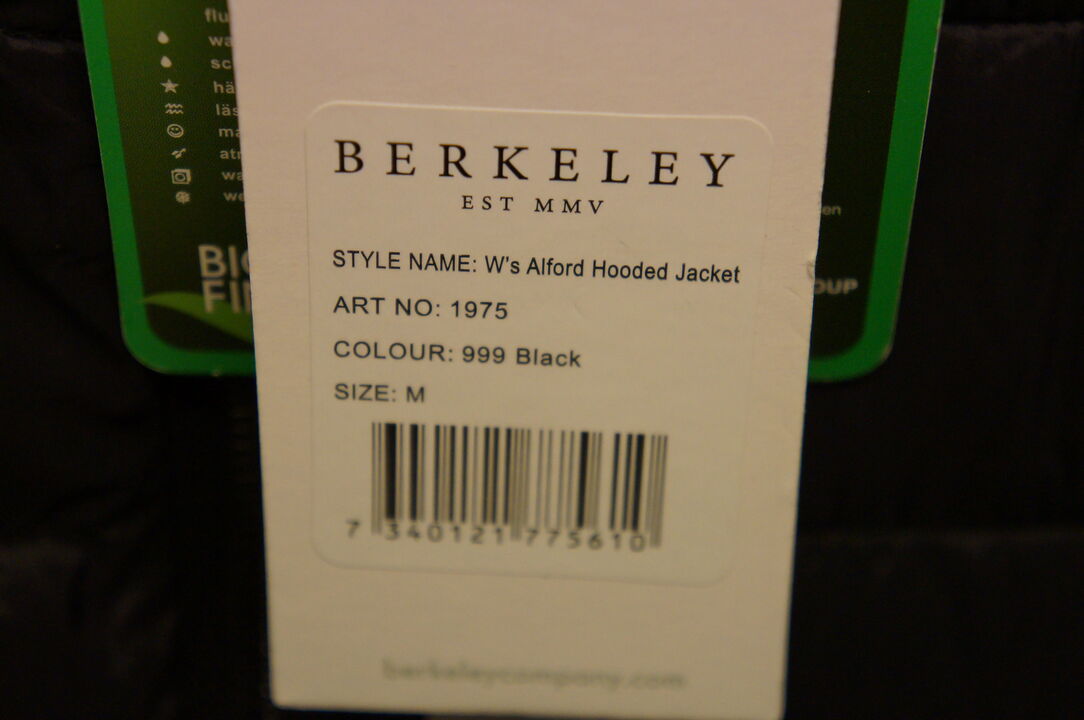 BERKELEY
EST MMV
STYLE NAME: W's Alford Hooded Jacket
ART NO: 1975
COLOUR: 999 Black
SIZE: M
7 340121 775610
berkeleycompany.com